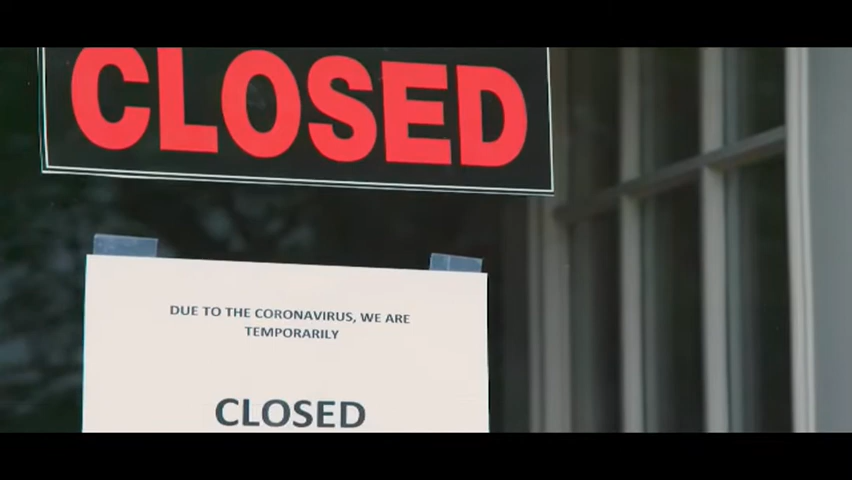 CLOSED
DUE TO THE CORONAVIRUS, WE ARE
TEMPORARILY
CLOSED